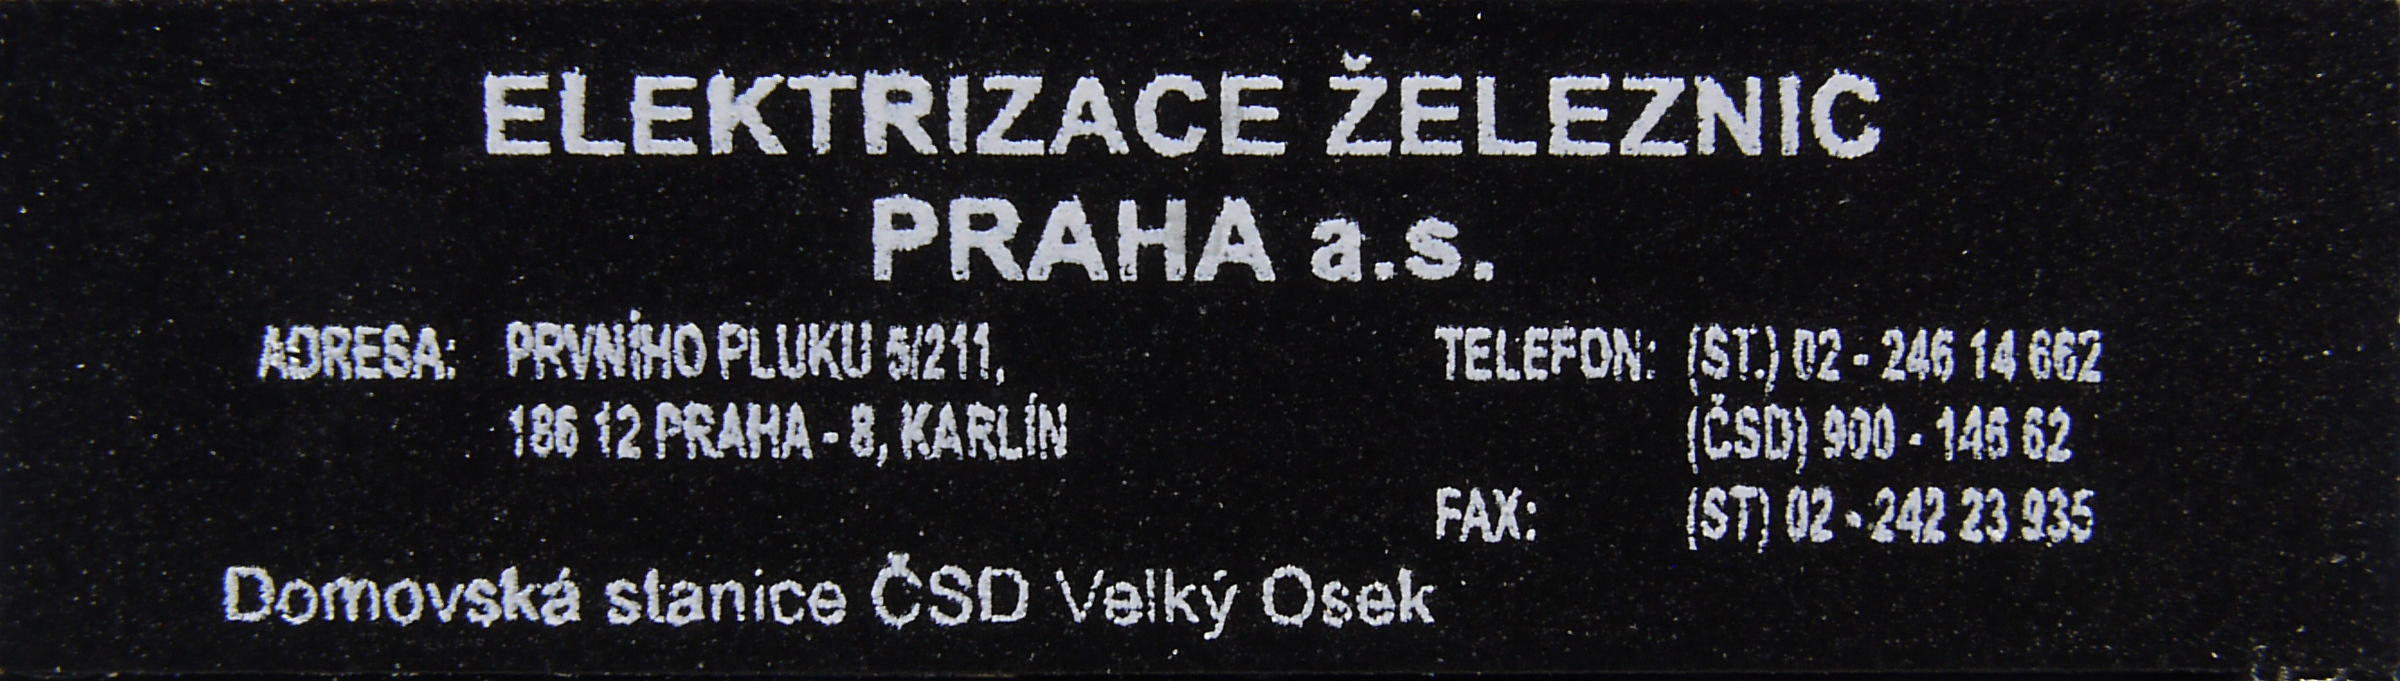 ELEKTRIZACE ŽELEZNIC
PRAHA a.s.
ADRESA: PRVNÍHO PLUKU 5/211,
186 12 PRAHA - 8, KARLÍN
TELEFON: (ST.) 02 - 246 14 662
(ČSD) 900 - 146 62
FAX: (ST) 02 - 242 23 935
Domovská stanice ČSD Velký Osek